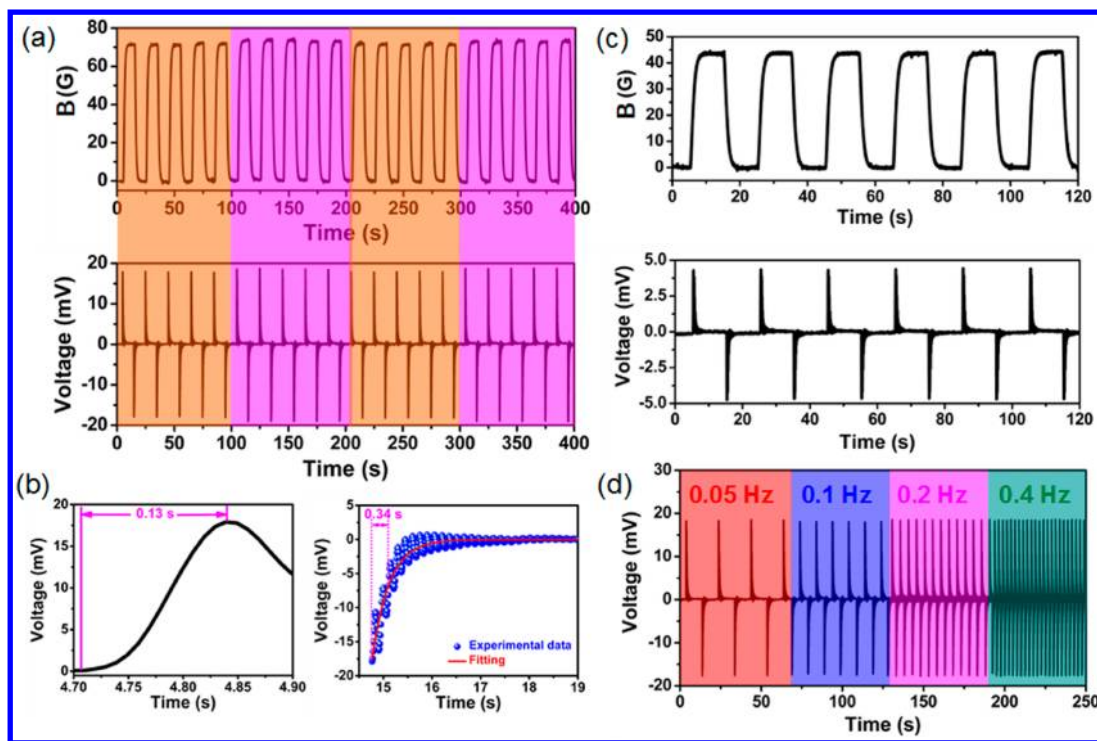 (a)
80
60
40
20
0
B (G)
0 50 100 150 200 250 300 350 400
Time (s)
20
10
0
-10
-20
Voltage (mV)
0 50 100 150 200 250 300 350 400
Time (s)
(c)
50
40
30
20
10
0
B (G)
0 20 40 60 80 100 120
Time (s)
5.0
2.5
0.0
-2.5
-5.0
Voltage (mV)
0 20 40 60 80 100 120
Time (s)
(b)
20
15
10
5
0
Voltage (mV)
0.13 s
4.70 4.75 4.80 4.85 4.90
Time (s)
5
0
-5
-10
-15
-20
Voltage (mV)
0.34 s
Experimental data
Fitting
15 16 17 18 19
Time (s)
(d)
30
20
10
0
-10
-20
Voltage (mV)
0.05 Hz 0.1 Hz 0.2 Hz 0.4 Hz
0 50 100 150 200 250
Time (s)